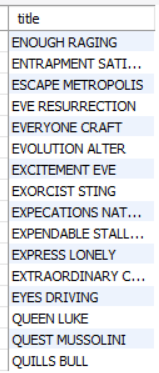 title
ENOUGH RAGING
ENTRAPMENT SATI...
ESCAPE METROPOLIS
EVE RESURRECTION
EVERYONE CRAFT
EVOLUTION ALTER
EXCITEMENT EVE
EXORCIST STING
EXPECATIONS NAT...
EXPENDABLE STALL...
EXPRESS LONELY
EXTRAORDINARY C...
EYES DRIVING
QUEEN LUKE
QUEST MUSSOLINI
QUILLS BULL